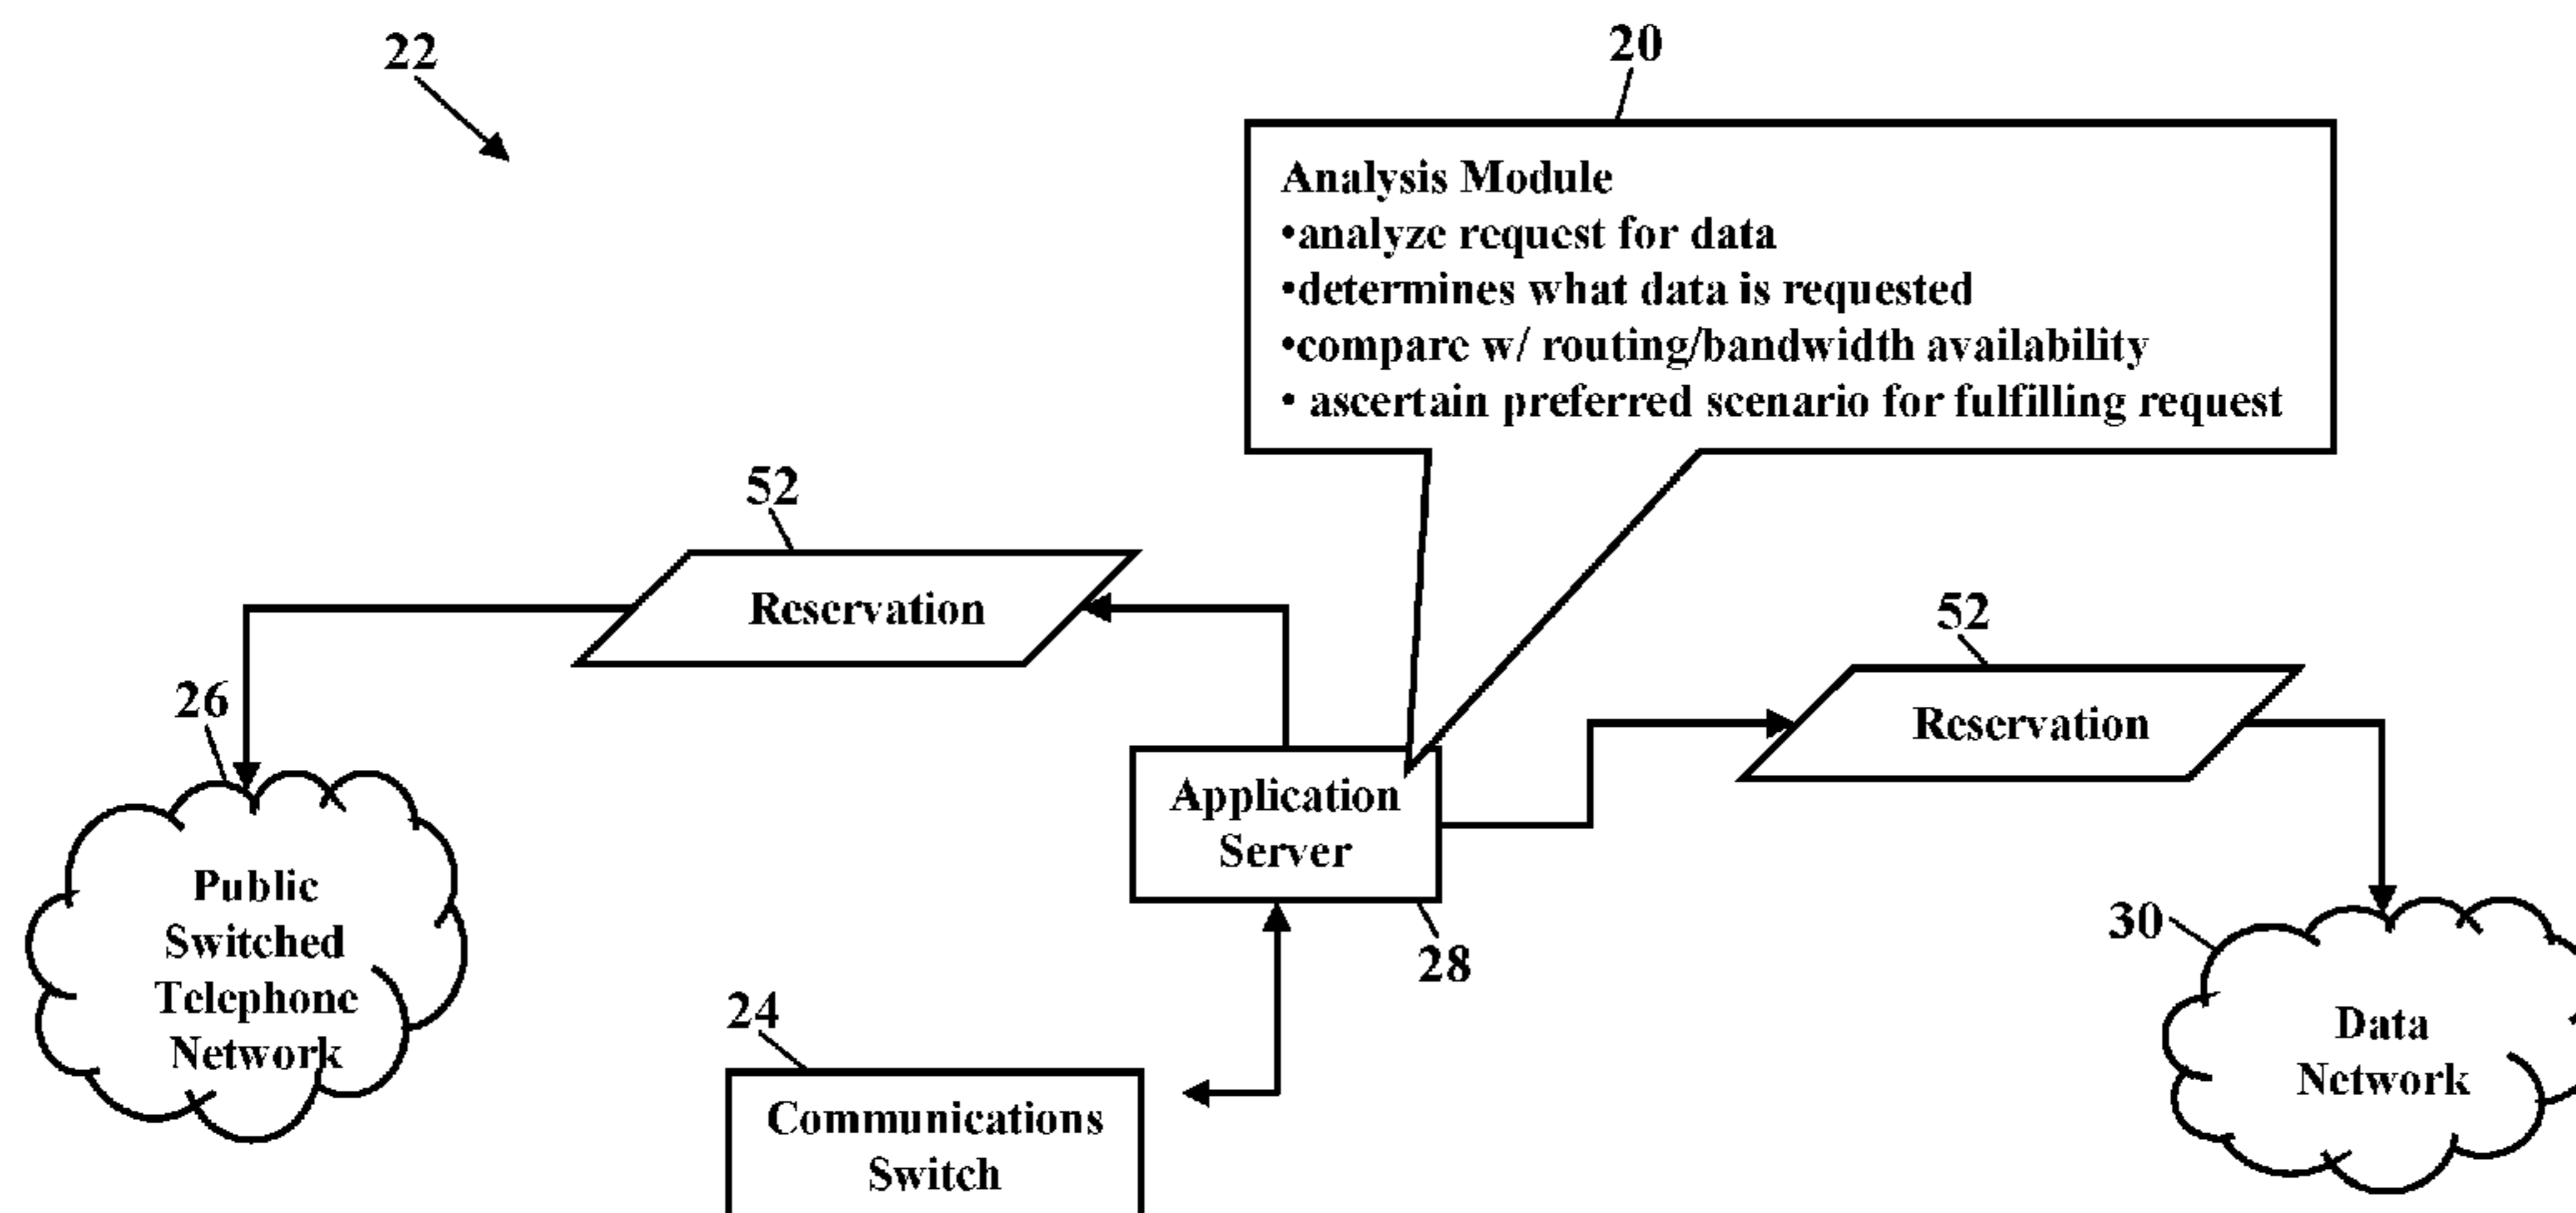 22
20
Analysis Module
•analyze request for data
•determines what data is requested
•compare w/ routing/bandwidth availability
• ascertain preferred scenario for fulfilling request
52
Reservation
52
Reservation
26
Public
Switched
Telephone
Network
Application
Server
28
30
Data
Network
24
Communications
Switch